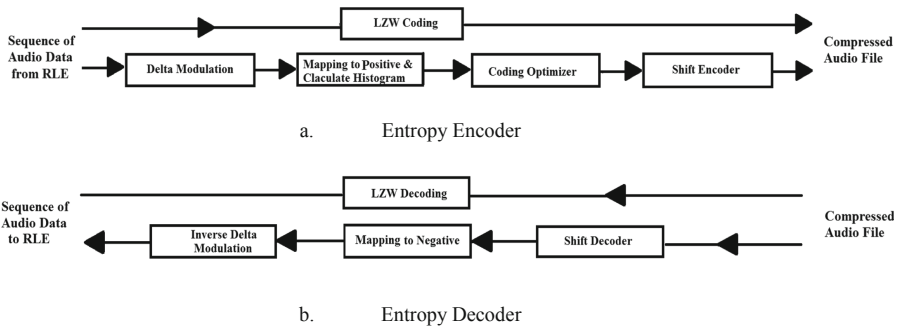 LZW Coding
Sequence of
Audio Data
from RLE
Delta Modulation
Mapping to Positive &
Claculate Histogram
Coding Optimizer
Shift Encoder
Compressed
Audio File
a. Entropy Encoder
LZW Decoding
Sequence of
Audio Data
to RLE
Inverse Delta
Modulation
Mapping to Negative
Shift Decoder
Compressed
Audio File
b. Entropy Decoder